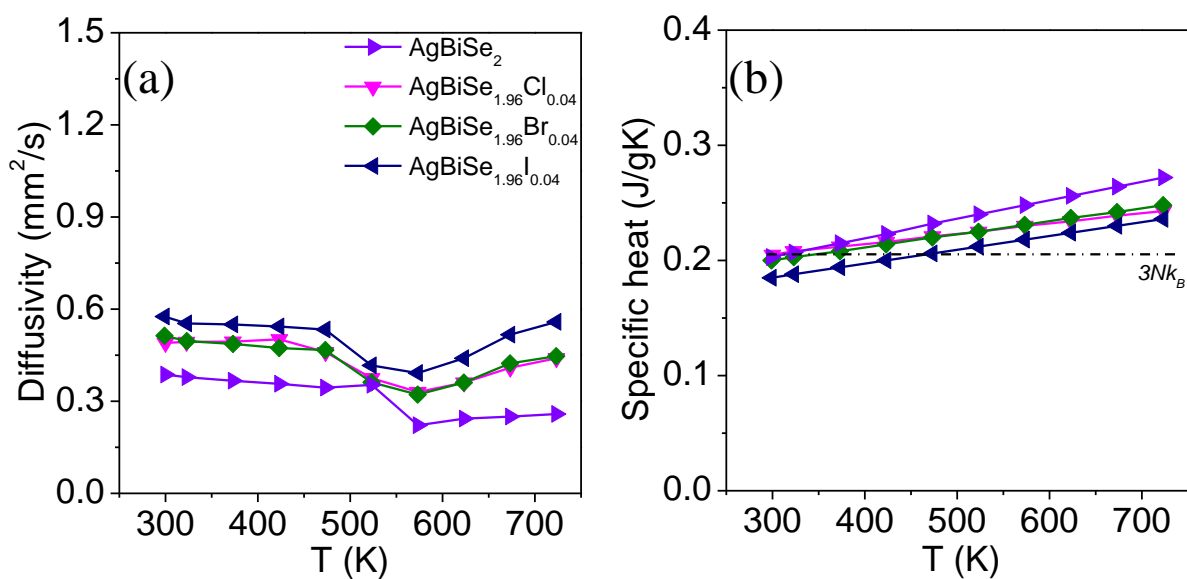 (a)
AgBiSe2
AgBiSe1.96Cl0.04
AgBiSe1.96Br0.04
AgBiSe1.96I0.04
Diffusivity (mm²/s)
1.5
1.2
0.9
0.6
0.3
0.0
300 400 500 600 700
T (K)
(b)
Specific heat (J/gK)
0.4
0.3
0.2
0.1
0.0
3NkB
300 400 500 600 700
T (K)